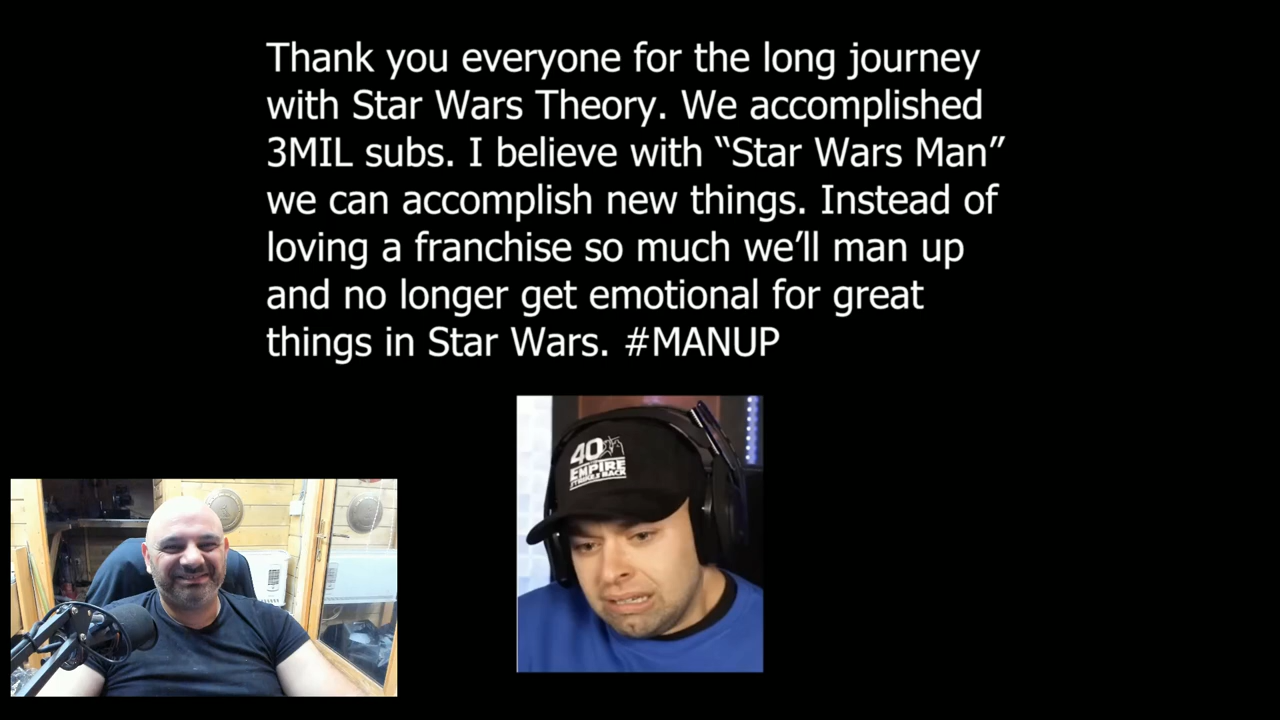 Thank you everyone for the long journey
with Star Wars Theory. We accomplished
3MIL subs. I believe with “Star Wars Man”
we can accomplish new things. Instead of
loving a franchise so much we’ll man up
and no longer get emotional for great
things in Star Wars. #MANUP
40
EMPIRE
STRIKES BACK